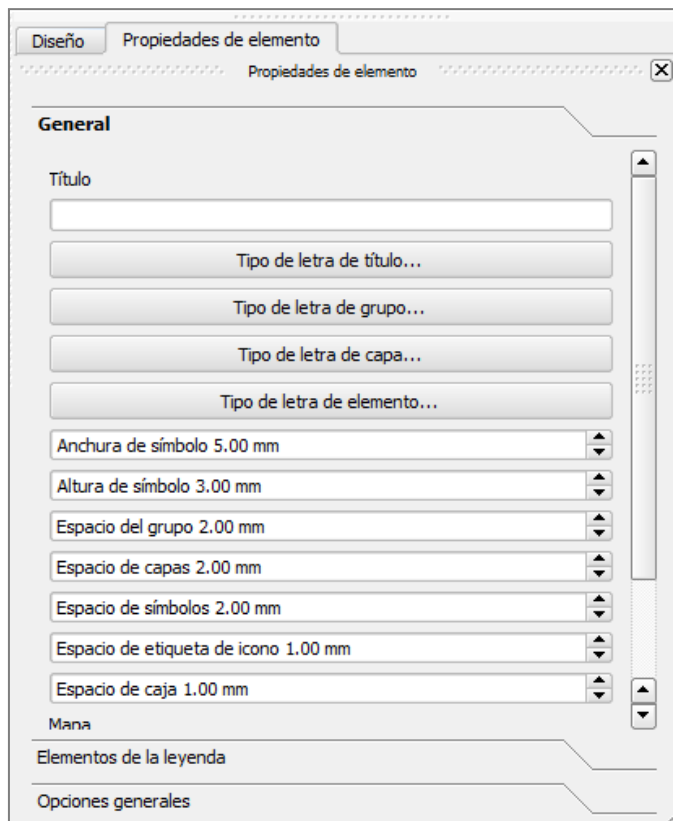 Diseño
Propiedades de elemento
Propiedades de elemento
General
Título
Tipo de letra de título...
Tipo de letra de grupo...
Tipo de letra de capa...
Tipo de letra de elemento...
Anchura de símbolo 5.00 mm
Altura de símbolo 3.00 mm
Espacio del grupo 2.00 mm
Espacio de capas 2.00 mm
Espacio de símbolos 2.00 mm
Espacio de etiqueta de icono 1.00 mm
Espacio de caja 1.00 mm
Mapa
Elementos de la leyenda
Opciones generales